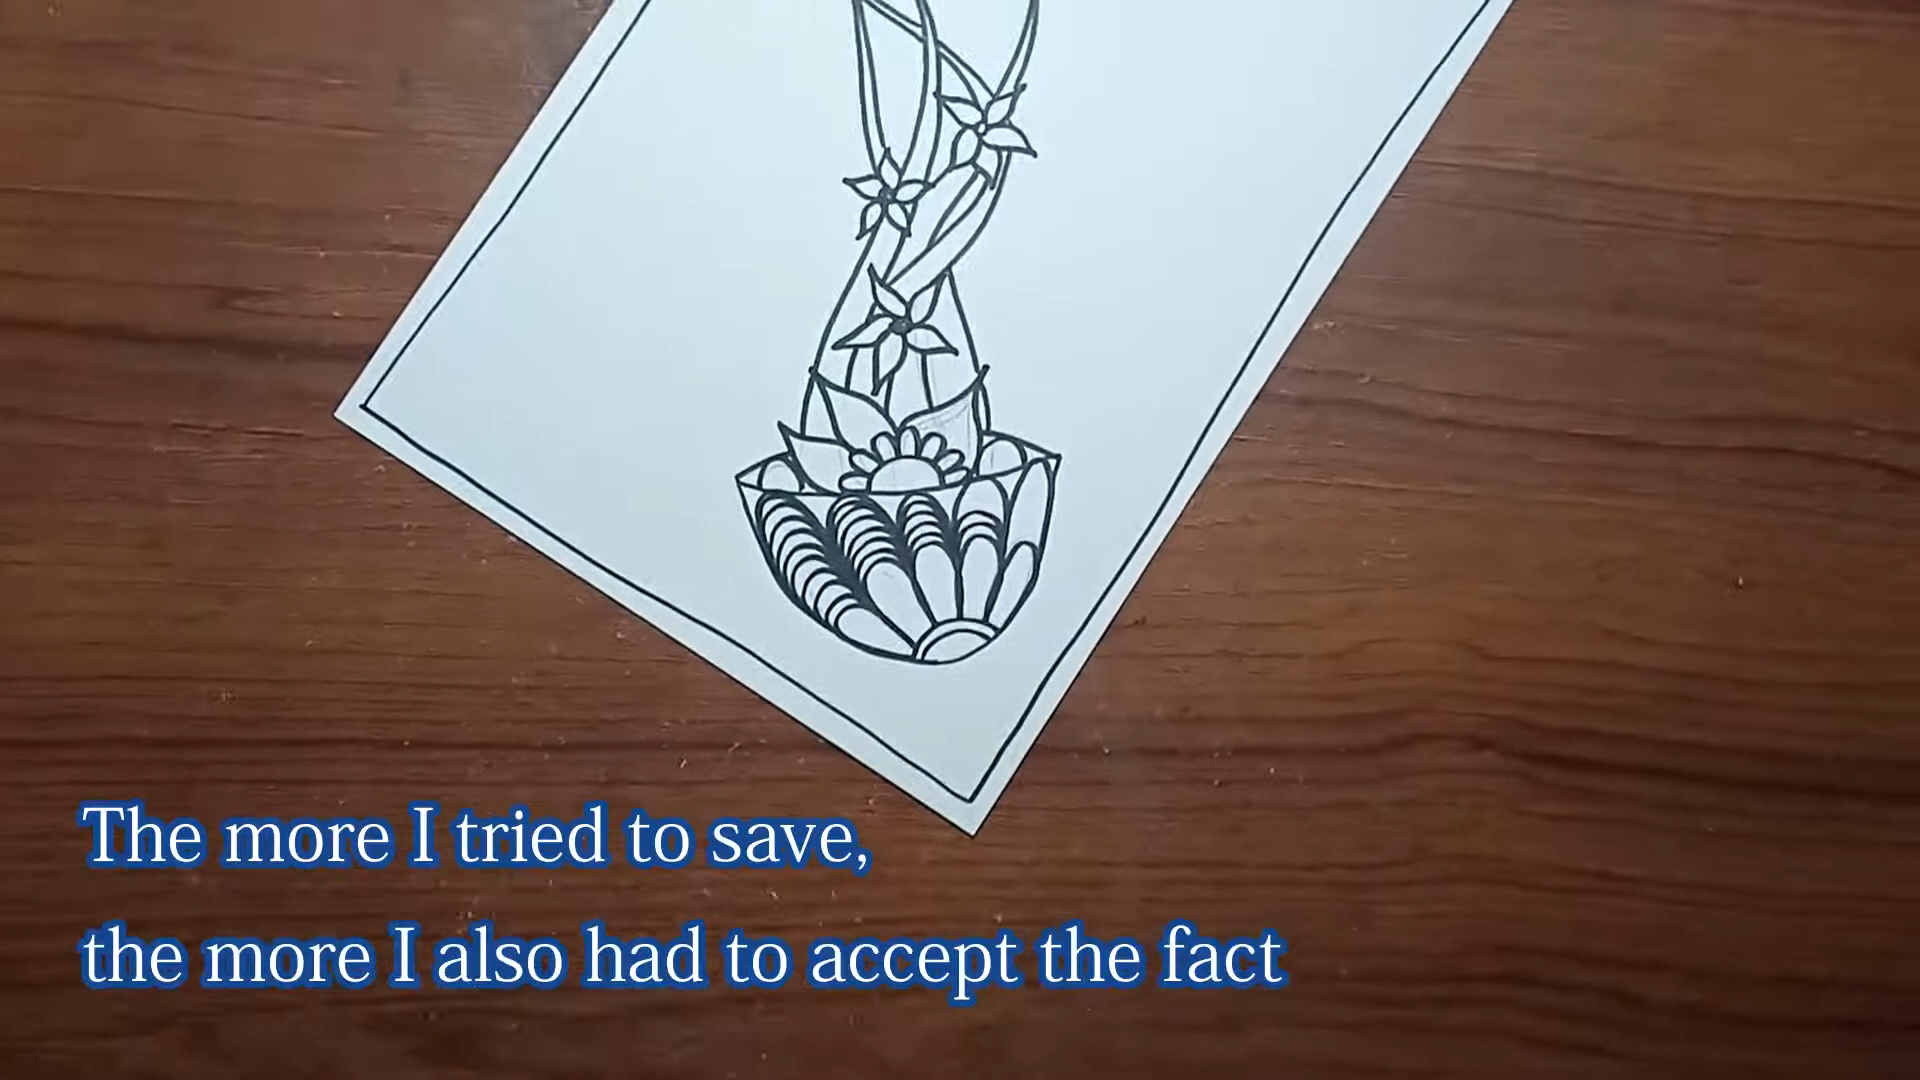 The more I tried to save,
the more I also had to accept the fact